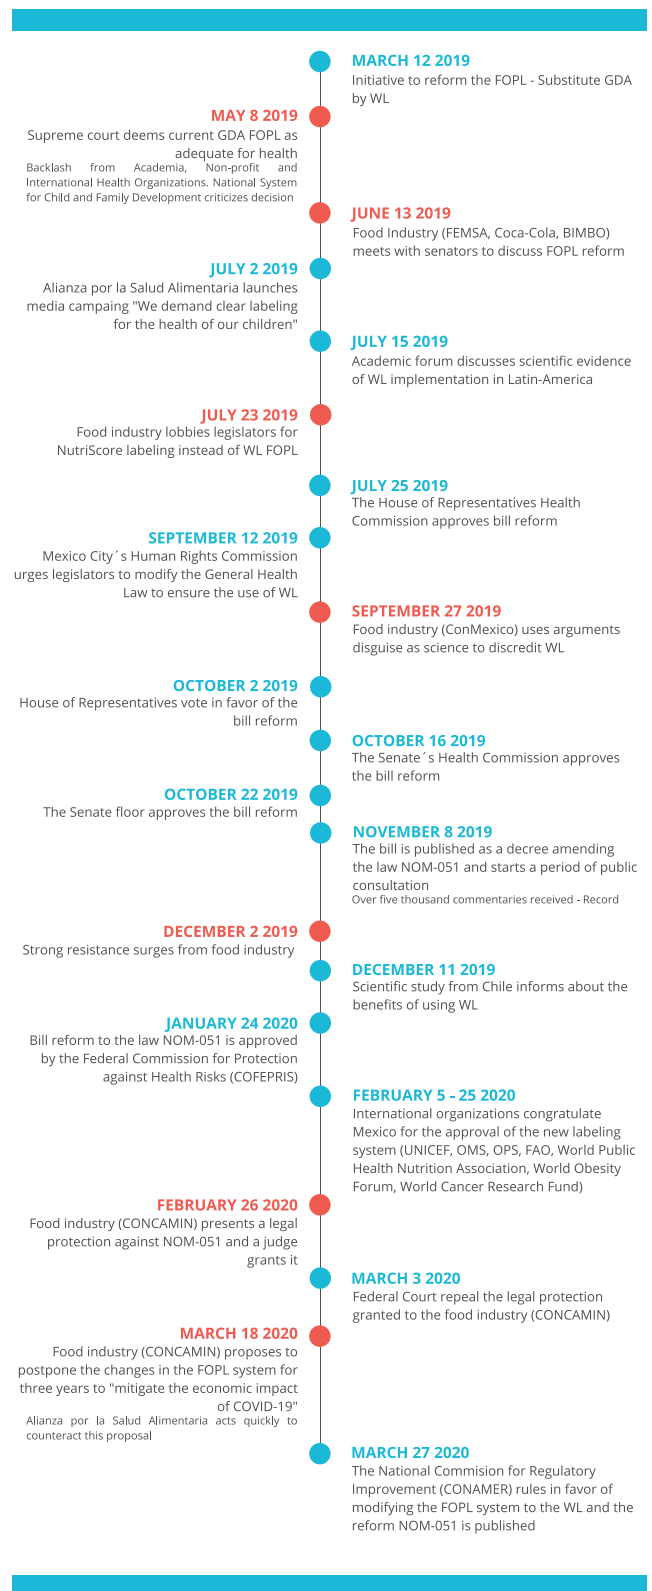 MARCH 12 2019
Initiative to reform the FOPL - Substitute GDA
by WL
MAY 8 2019
Supreme court deems current GDA FOPL as
adequate for health
Backlash from Academia, Non-profit and
International Health Organizations. National System
for Child and Family Development criticizes decision
JUNE 13 2019
Food Industry (FEMSA, Coca-Cola, BIMBO)
meets with senators to discuss FOPL reform
JULY 2 2019
Alianza por la Salud Alimentaria launches
media campaing "We demand clear labeling
for the health of our children"
JULY 15 2019
Academic forum discusses scientific evidence
of WL implementation in Latin-America
JULY 23 2019
Food industry lobbies legislators for
NutriScore labeling instead of WL FOPL
JULY 25 2019
The House of Representatives Health
Commission approves bill reform
SEPTEMBER 12 2019
Mexico City´s Human Rights Commission
urges legislators to modify the General Health
Law to ensure the use of WL
SEPTEMBER 27 2019
Food industry (ConMexico) uses arguments
disguise as science to discredit WL
OCTOBER 2 2019
House of Representatives vote in favor of the
bill reform
OCTOBER 16 2019
The Senate´s Health Commission approves
the bill reform
OCTOBER 22 2019
The Senate floor approves the bill reform
NOVEMBER 8 2019
The bill is published as a decree amending
the law NOM-051 and starts a period of public
consultation
Over five thousand commentaries received - Record
DECEMBER 2 2019
Strong resistance surges from food industry
DECEMBER 11 2019
Scientific study from Chile informs about the
benefits of using WL
JANUARY 24 2020
Bill reform to the law NOM-051 is approved
by the Federal Commission for Protection
against Health Risks (COFEPRIS)
FEBRUARY 5 - 25 2020
International organizations congratulate
Mexico for the approval of the new labeling
system (UNICEF, OMS, OPS, FAO, World Public
Health Nutrition Association, World Obesity
Forum, World Cancer Research Fund)
FEBRUARY 26 2020
Food industry (CONCAMIN) presents a legal
protection against NOM-051 and a judge
grants it
MARCH 3 2020
Federal Court repeal the legal protection
granted to the food industry (CONCAMIN)
MARCH 18 2020
Food industry (CONCAMIN) proposes to
postpone the changes in the FOPL system for
three years to "mitigate the economic impact
of COVID-19"
Alianza por la Salud Alimentaria acts quickly to
counteract this proposal
MARCH 27 2020
The National Commision for Regulatory
Improvement (CONAMER) rules in favor of
modifying the FOPL system to the WL and the
reform NOM-051 is published